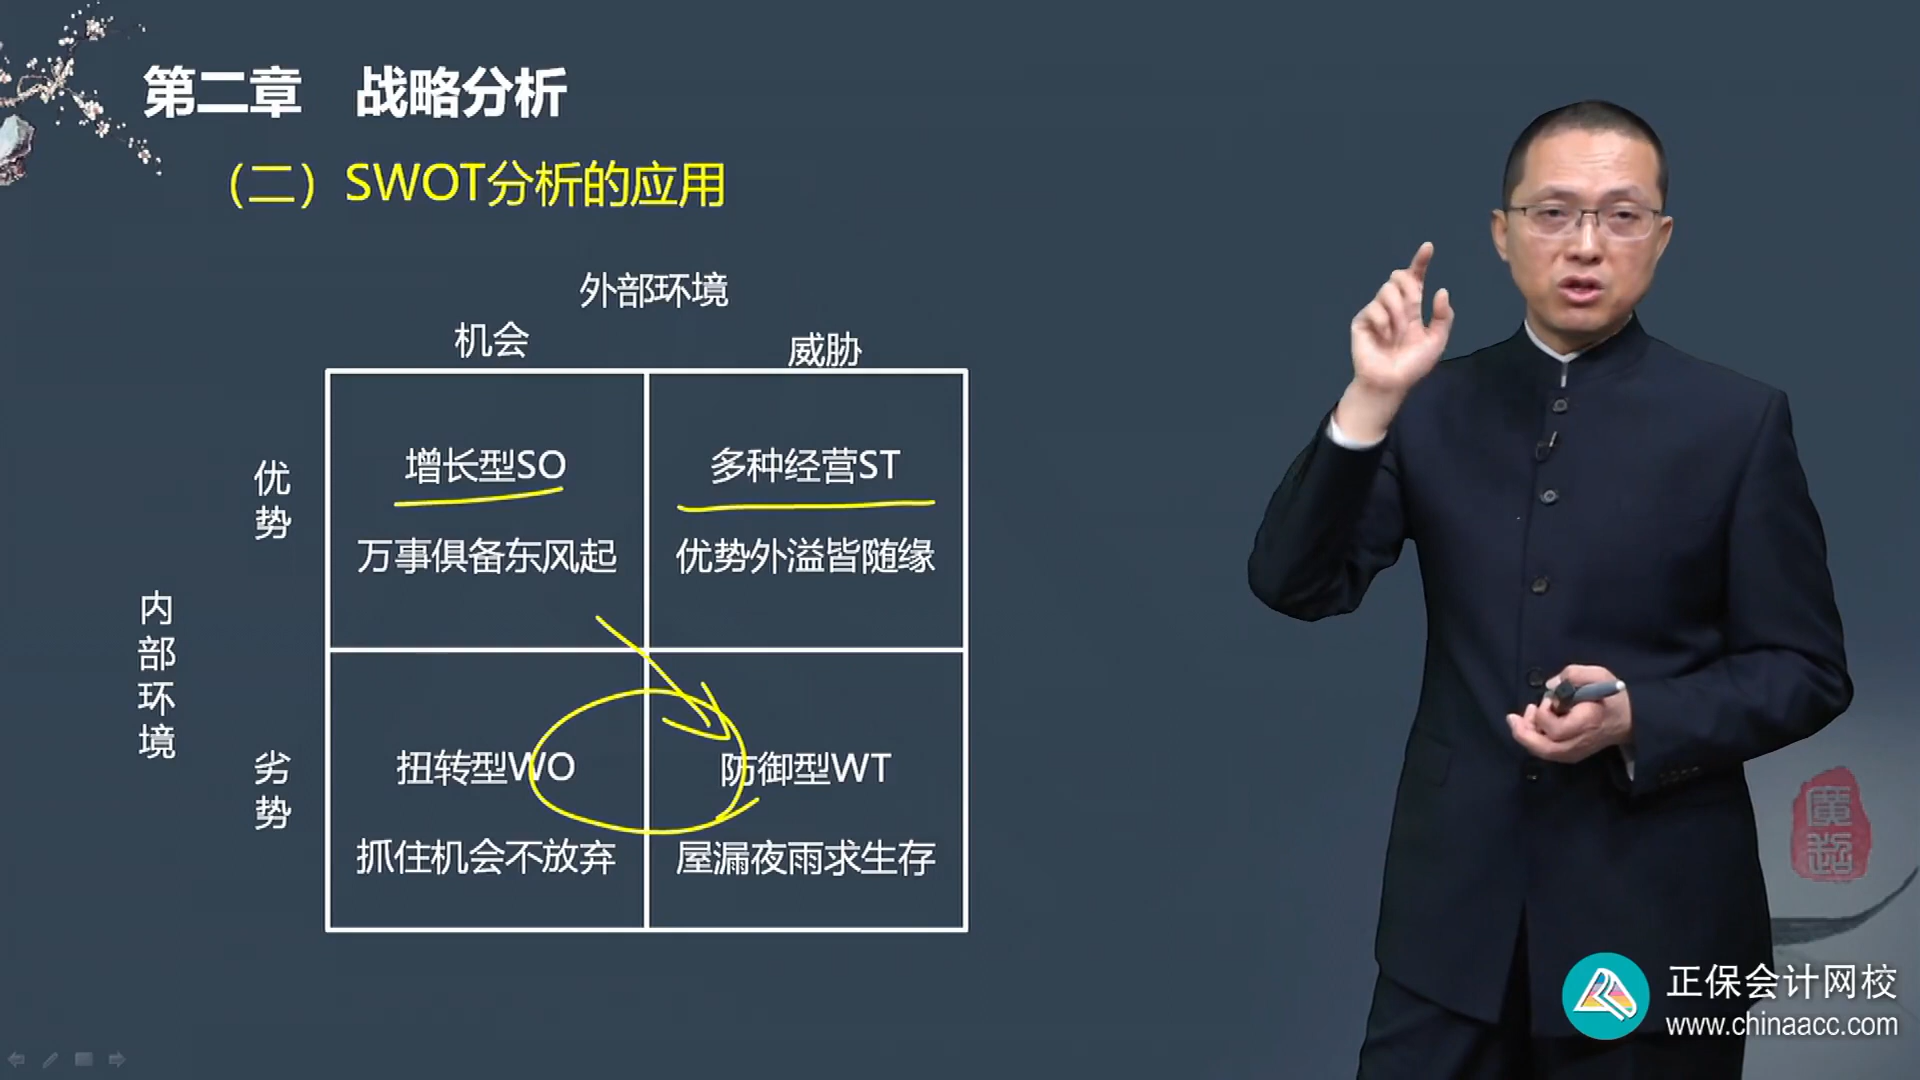 第二章 战略分析
（二）SWOT分析的应用
外部环境
机会
威胁
优势
增长型SO
多种经营ST
万事俱备东风起
优势外溢皆随缘
内部环境
劣势
扭转型WO
防御型WT
抓住机会不放弃
屋漏夜雨求生存
正保会计网校
www.chinaacc.com